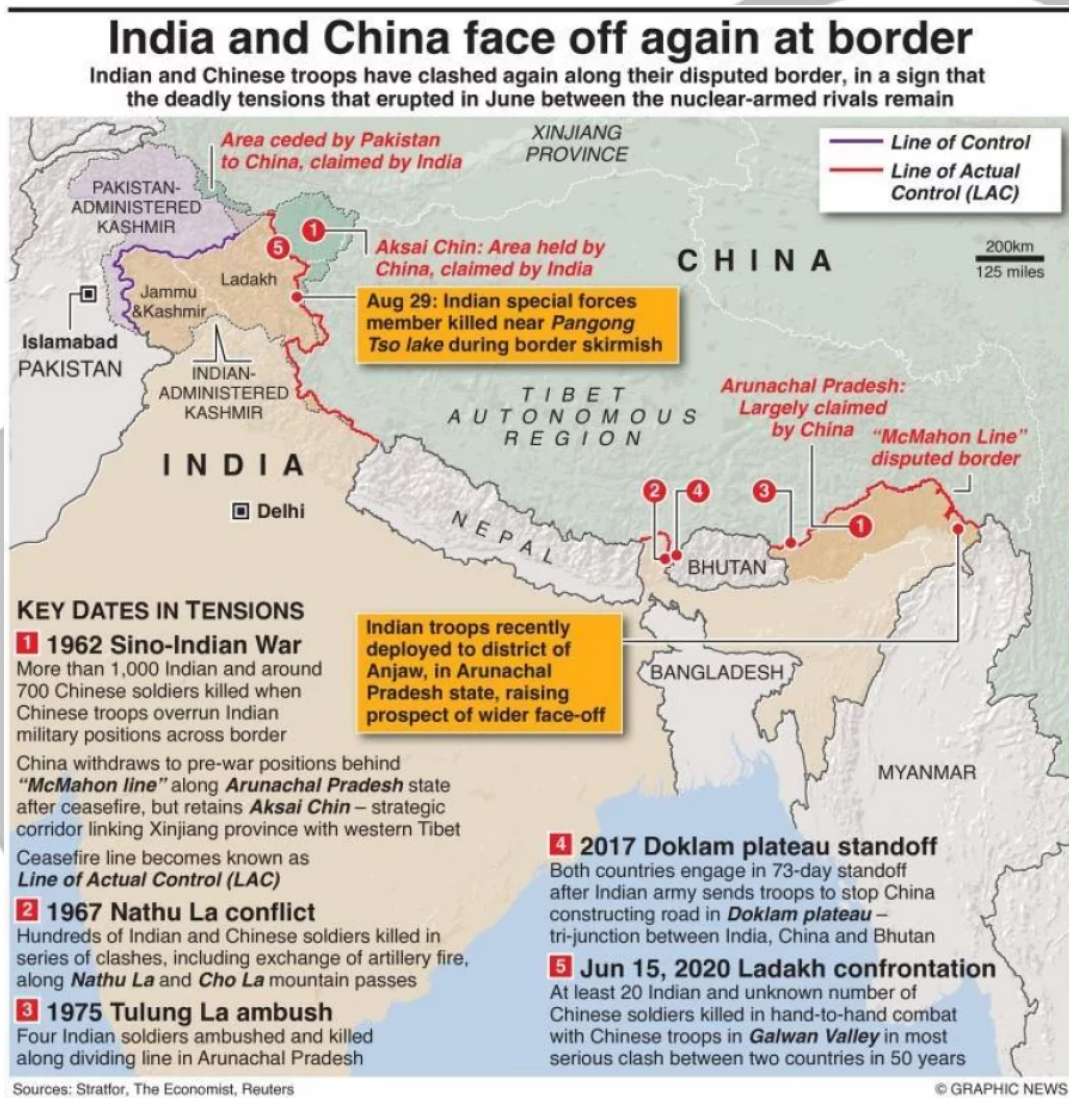 India and China face off again at border
Indian and Chinese troops have clashed again along their disputed border, in a sign that
the deadly tensions that erupted in June between the nuclear-armed rivals remain
Area ceded by Pakistan
to China, claimed by India
XINJIANG
PROVINCE
Line of Control
Line of Actual
Control (LAC)
PAKISTAN-
ADMINISTERED
KASHMIR
1
5
Aksai Chin: Area held by
China, claimed by India
CHINA
200km
125 miles
Ladakh
Jammu
&Kashmir
Aug 29: Indian special forces
member killed near Pangong
Tso lake during border skirmish
Islamabad
PAKISTAN
INDIAN-
ADMINISTERED
KASHMIR
TIBET
AUTONOMOUS
REGION
Arunachal Pradesh:
Largely claimed
by China
"McMahon Line"
disputed border
INDIA
Delhi
2
4
3
1
NEPAL
BHUTAN
Indian troops recently
deployed to district of
Anjaw, in Arunachal
Pradesh state, raising
prospect of wider face-off
BANGLADESH
MYANMAR
KEY DATES IN TENSIONS
1 1962 Sino-Indian War
More than 1,000 Indian and around
700 Chinese soldiers killed when
Chinese troops overrun Indian
military positions across border
China withdraws to pre-war positions behind
"McMahon line" along Arunachal Pradesh state
after ceasefire, but retains Aksai Chin – strategic
corridor linking Xinjiang province with western Tibet
Ceasefire line becomes known as
Line of Actual Control (LAC)
2 1967 Nathu La conflict
Hundreds of Indian and Chinese soldiers killed in
series of clashes, including exchange of artillery fire,
along Nathu La and Cho La mountain passes
3 1975 Tulung La ambush
Four Indian soldiers ambushed and killed
along dividing line in Arunachal Pradesh
4 2017 Doklam plateau standoff
Both countries engage in 73-day standoff
after Indian army sends troops to stop China
constructing road in Doklam plateau –
tri-junction between India, China and Bhutan
5 Jun 15, 2020 Ladakh confrontation
At least 20 Indian and unknown number of
Chinese soldiers killed in hand-to-hand combat
with Chinese troops in Galwan Valley in most
serious clash between two countries in 50 years
Sources: Stratfor, The Economist, Reuters
© GRAPHIC NEWS